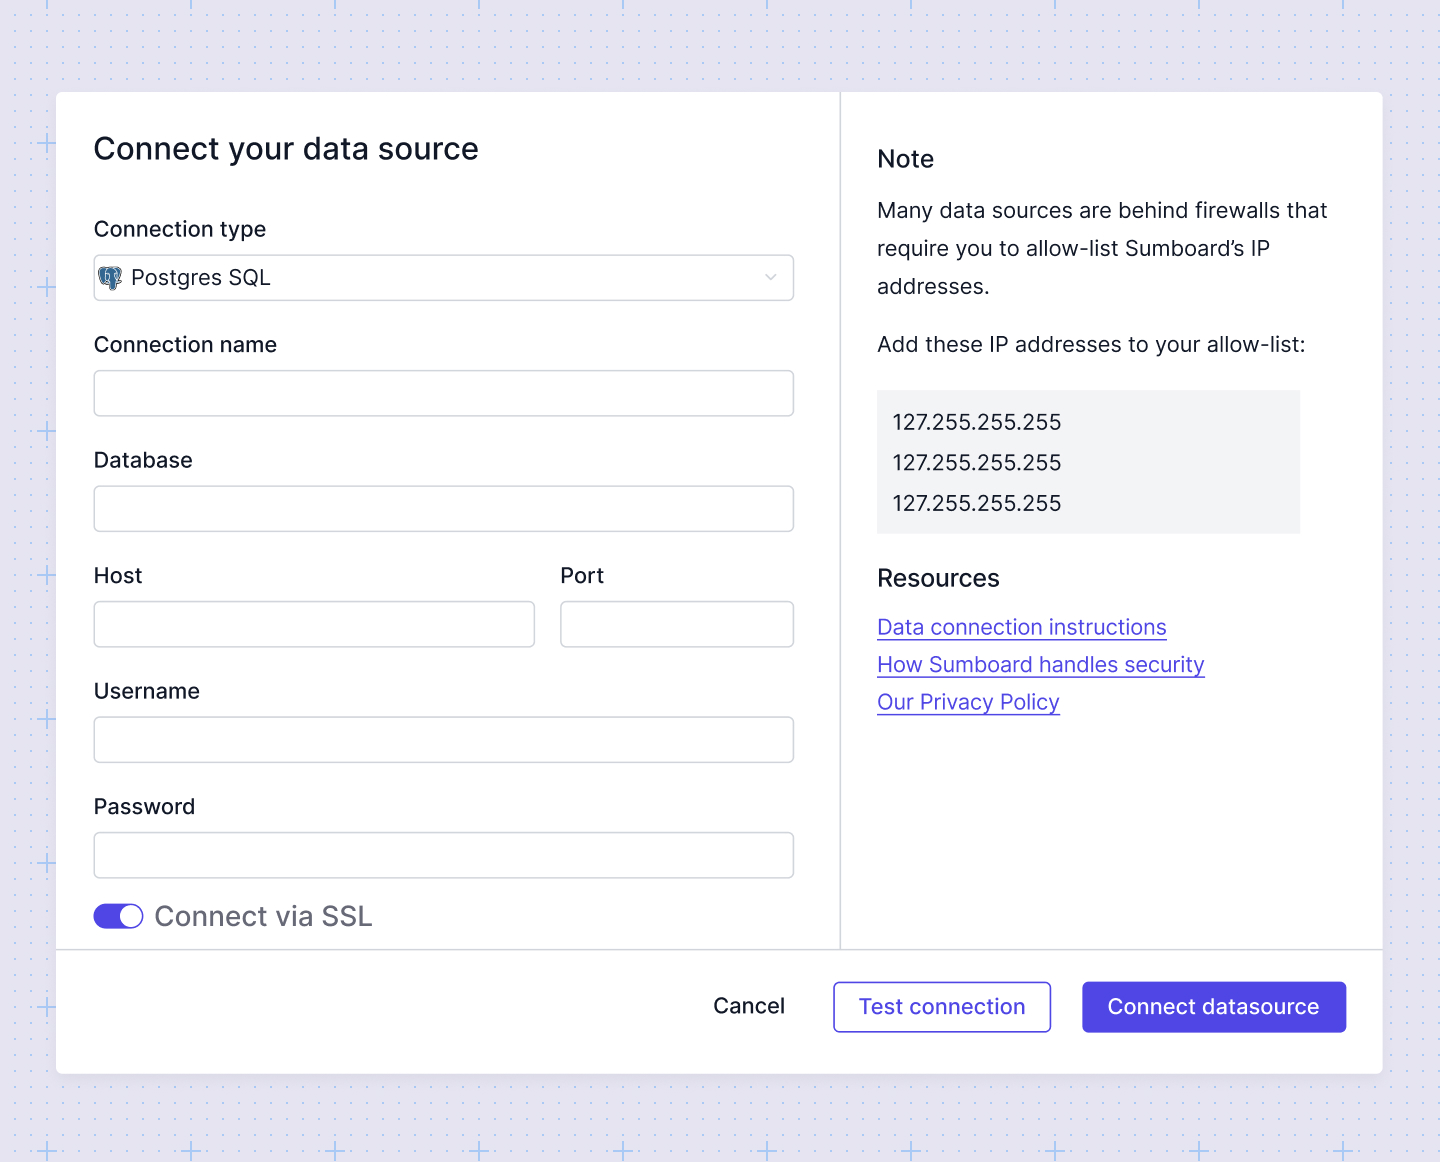 Connect your data source
Connection type
Postgres SQL
Connection name
Database
Host
Port
Username
Password
Connect via SSL
Note
Many data sources are behind firewalls that
require you to allow-list Sumboard’s IP
addresses.
Add these IP addresses to your allow-list:
127.255.255.255
127.255.255.255
127.255.255.255
Resources
Data connection instructions
How Sumboard handles security
Our Privacy Policy
Cancel
Test connection
Connect datasource